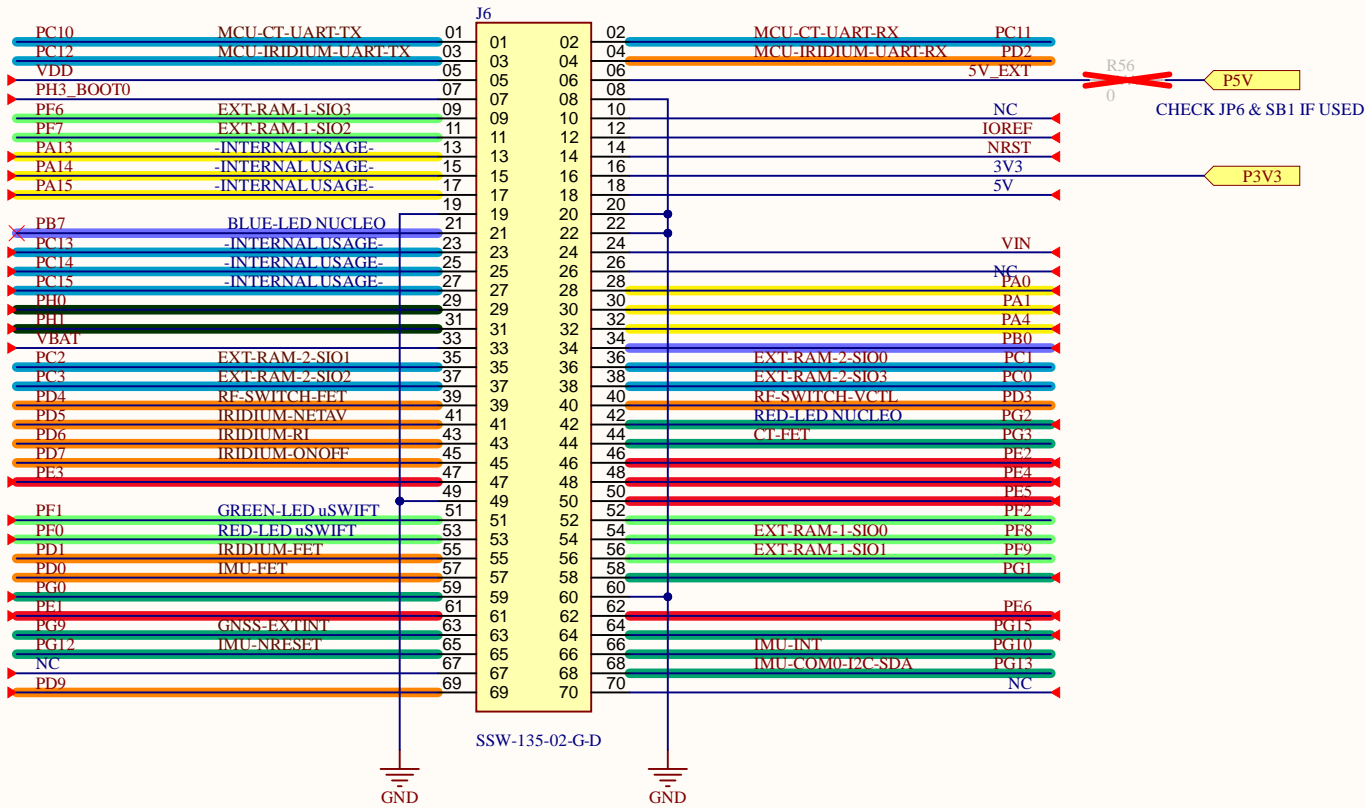 J6
PC10 MCU-CT-UART-TX 01 01 02 02 MCU-CT-UART-RX PC11
PC12 MCU-IRIDIUM-UART-TX 03 03 04 04 MCU-IRIDIUM-UART-RX PD2
VDD 05 05 06 06 5V_EXT R56 0 P5V
PH3_BOOT0 07 07 08 08
CHECK JP6 & SB1 IF USED
PF6 EXT-RAM-1-SIO3 09 09 10 10 NC
PF7 EXT-RAM-1-SIO2 11 11 12 12 IOREF
PA13 -INTERNAL USAGE- 13 13 14 14 NRST
PA14 -INTERNAL USAGE- 15 15 16 16 3V3 P3V3
PA15 -INTERNAL USAGE- 17 17 18 18 5V
19 19 20 20
PB7 BLUE-LED NUCLEO 21 21 22 22
PC13 -INTERNAL USAGE- 23 23 24 24 VIN
PC14 -INTERNAL USAGE- 25 25 26 26 NC
PC15 -INTERNAL USAGE- 27 27 28 28 PA0
PH0 29 29 30 30 PA1
PH1 31 31 32 32 PA4
VBAT 33 33 34 34 PB0
PC2 EXT-RAM-2-SIO1 35 35 36 36 EXT-RAM-2-SIO0 PC1
PC3 EXT-RAM-2-SIO2 37 37 38 38 EXT-RAM-2-SIO3 PC0
PD4 RF-SWITCH-FET 39 39 40 40 RF-SWITCH-VCTL PD3
PD5 IRIDIUM-NETAV 41 41 42 42 RED-LED NUCLEO PG2
PD6 IRIDIUM-RI 43 43 44 44 CT-FET PG3
PD7 IRIDIUM-ONOFF 45 45 46 46 PE2
PE3 47 47 48 48 PE4
49 49 50 50 PE5
PF1 GREEN-LED uSWIFT 51 51 52 52 PF2
PF0 RED-LED uSWIFT 53 53 54 54 EXT-RAM-1-SIO0 PF8
PD1 IRIDIUM-FET 55 55 56 56 EXT-RAM-1-SIO1 PF9
PD0 IMU-FET 57 57 58 58 PG1
PG0 59 59 60 60
PE1 61 61 62 62 PE6
PG9 GNSS-EXTINT 63 63 64 64 PG15
PG12 IMU-NRESET 65 65 66 66 IMU-INT PG10
NC 67 67 68 68 IMU-COM0-I2C-SDA PG13
PD9 69 69 70 70 NC
SSW-135-02-G-D
GND GND